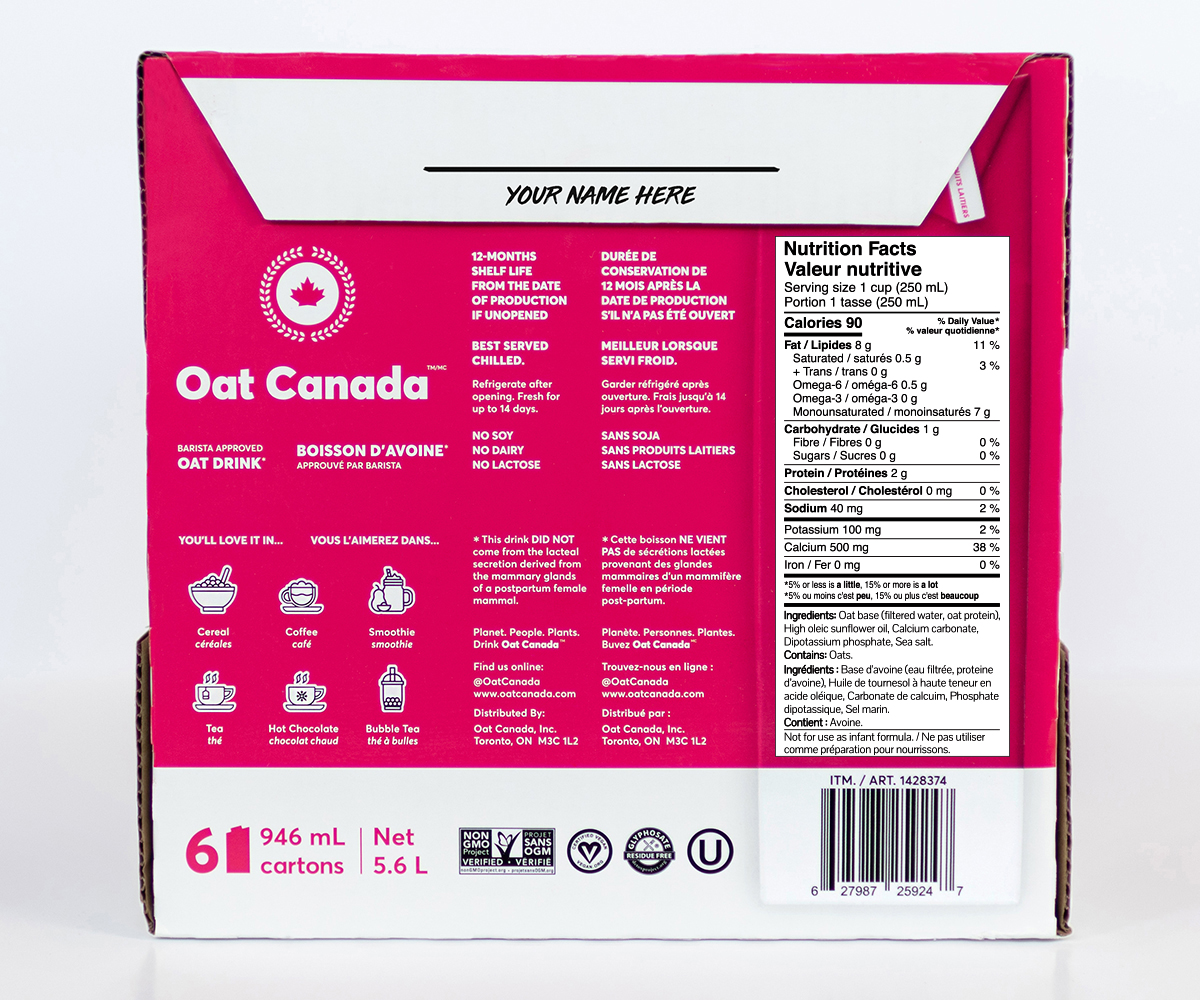 YOUR NAME HERE
UITS LAITIERS
Oat Canada TM/MC
BARISTA APPROVED
OAT DRINK*
BOISSON D'AVOINE*
APPROUVÉ PAR BARISTA
YOU'LL LOVE IT IN...
VOUS L'AIMEREZ DANS...
Cereal
céréales
Coffee
café
Smoothie
smoothie
Tea
thé
Hot Chocolate
chocolat chaud
Bubble Tea
thé à bulles
12-MONTHS
SHELF LIFE
FROM THE DATE
OF PRODUCTION
IF UNOPENED
BEST SERVED
CHILLED.
Refrigerate after
opening. Fresh for
up to 14 days.
NO SOY
NO DAIRY
NO LACTOSE
* This drink DID NOT
come from the lacteal
secretion derived from
the mammary glands
of a postpartum female
mammal.
Planet. People. Plants.
Drink Oat Canada™
Find us online:
@OatCanada
www.oatcanada.com
Distributed By:
Oat Canada, Inc.
Toronto, ON M3C 1L2
DURÉE DE
CONSERVATION DE
12 MOIS APRÈS LA
DATE DE PRODUCTION
S'IL N'A PAS ÉTÉ OUVERT
MEILLEUR LORSQUE
SERVI FROID.
Garder réfrigéré après
ouverture. Frais jusqu'à 14
jours après l'ouverture.
SANS SOJA
SANS PRODUITS LAITIERS
SANS LACTOSE
* Cette boisson NE VIENT
PAS de sécrétions lactées
provenant des glandes
mammaires d'un mammifère
femelle en période
post-partum.
Planète. Personnes. Plantes.
Buvez Oat Canada MC
Trouvez-nous en ligne :
@OatCanada
www.oatcanada.com
Distribué par :
Oat Canada, Inc.
Toronto, ON M3C 1L2
Nutrition Facts
Valeur nutritive
Serving size 1 cup (250 mL)
Portion 1 tasse (250 mL)
Calories 90
% Daily Value*
% valeur quotidienne*
Fat / Lipides 8 g 11 %
Saturated / saturés 0.5 g
+ Trans / trans 0 g 3 %
Omega-6 / oméga-6 0.5 g
Omega-3 / oméga-3 0 g
Monounsaturated / monoinsaturés 7 g
Carbohydrate / Glucides 1 g
Fibre / Fibres 0 g 0 %
Sugars / Sucres 0 g 0 %
Protein / Protéines 2 g
Cholesterol / Cholestérol 0 mg 0 %
Sodium 40 mg 2 %
Potassium 100 mg 2 %
Calcium 500 mg 38 %
Iron / Fer 0 mg 0 %
*5% or less is a little, 15% or more is a lot
*5% ou moins c'est peu, 15% ou plus c'est beaucoup
Ingredients: Oat base (filtered water, oat protein),
High oleic sunflower oil, Calcium carbonate,
Dipotassium phosphate, Sea salt.
Contains: Oats.
Ingrédients : Base d'avoine (eau filtrée, proteine
d'avoine), Huile de tournesol à haute teneur en
acide oléique, Carbonate de calcuim, Phosphate
dipotassique, Sel marin.
Contient : Avoine.
Not for use as infant formula. / Ne pas utiliser
comme préparation pour nourrissons.
6
946 mL
cartons
Net
5.6 L
NON
GMO
Project
VERIFIED
PROJET
SANS
OGM
VÉRIFIÉ
nonGMOproject.org - projetsansOGM.org
CERTIFIED VEGAN
VEGAN.ORG
GLYPHOSATE
RESIDUE FREE
U
ITM. / ART. 1428374
6 27987 25924 7